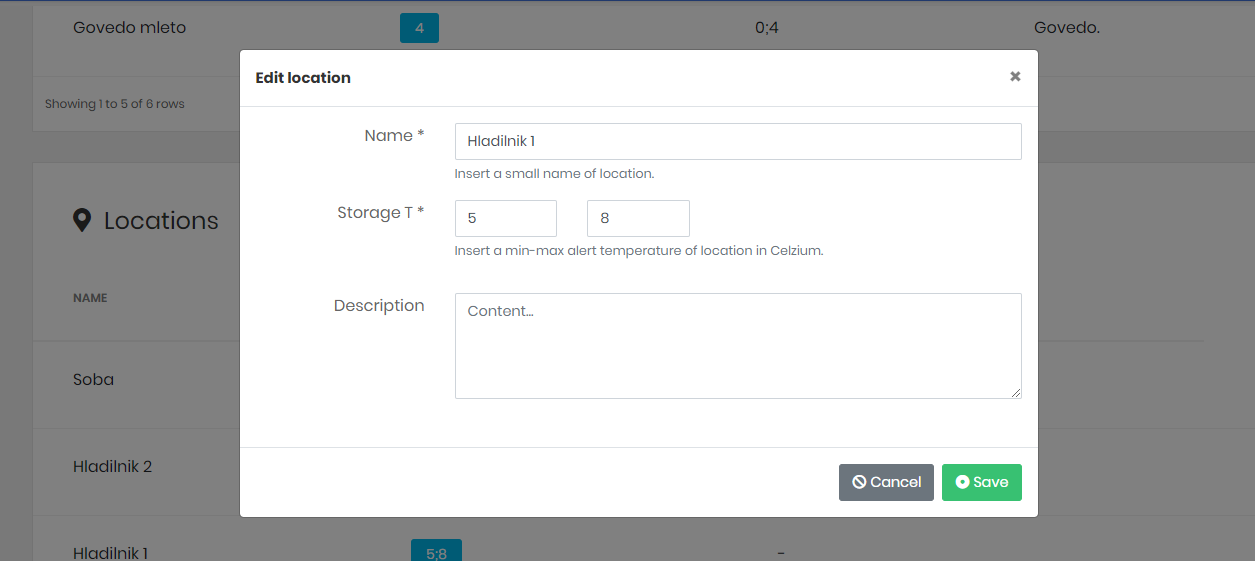 Govedo mleto 4 0;4 Govedo.
Edit location ×
Showing 1 to 5 of 6 rows
Name * Hladilnik 1
Insert a small name of location.
Locations
Storage T * 5 8
Insert a min-max alert temperature of location in Celzium.
NAME
Description Content...
Soba
Hladilnik 2
Cancel Save
Hladilnik 1 5;8 -